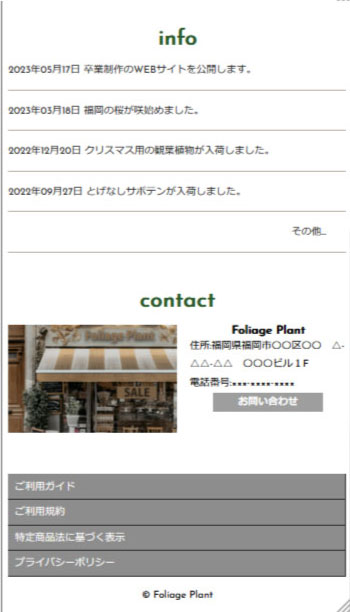 info
2023年05月17日 卒業制作のWEBサイトを公開します。
2023年03月18日 福岡の桜が咲始めました。
2022年12月20日 クリスマス用の観葉植物が入荷しました。
2022年09月27日 とげなしサボテンが入荷しました。
その他...
contact
Foliage Plant
SALE
Foliage Plant
住所:福岡県福岡市〇〇区〇〇　△-
△△-△△　〇〇〇ビル１F
電話番号:***-****-****
お問い合わせ
ご利用ガイド
ご利用規約
特定商品法に基づく表示
プライバシーポリシー
© Foliage Plant